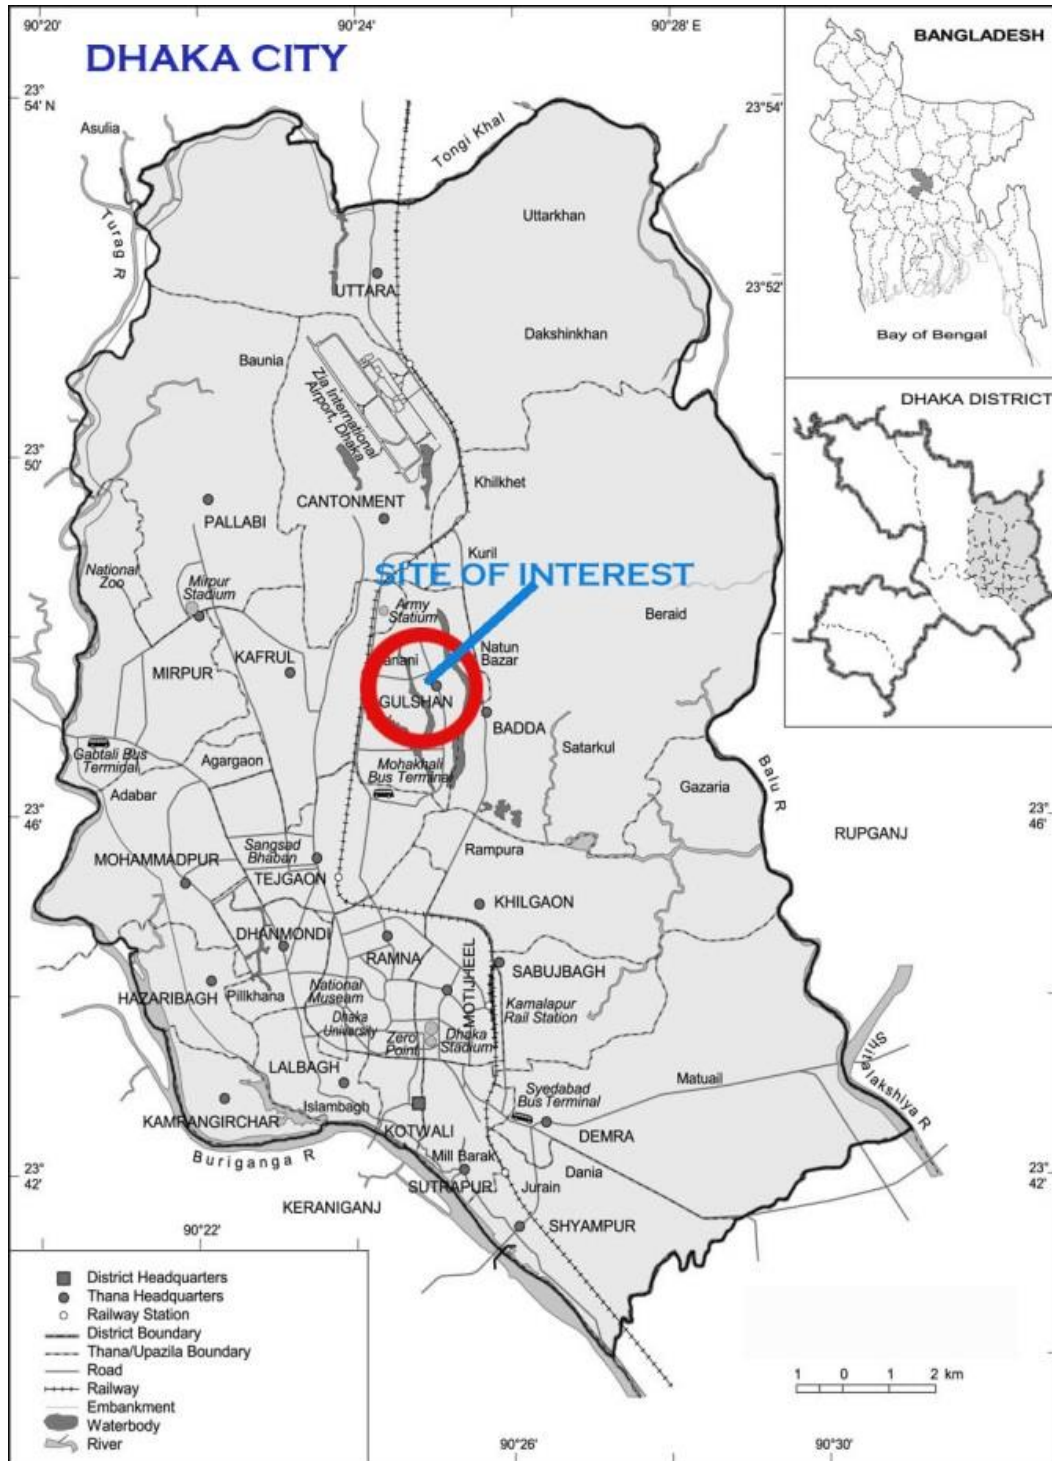 90°20'
90°24'
90°28' E
DHAKA CITY
BANGLADESH
23°
54' N
23°54'
Asulia
Tongi Khal
Turag R
Uttarkhan
23°52'
UTTARA
Bay of Bengal
Dakshinkhan
Baunia
Zia International
Airport, Dhaka
DHAKA DISTRICT
23°
50'
Khilkhet
CANTONMENT
PALLABI
Kuril
National
Zoo
Mirpur
Stadium
SITE OF INTEREST
Army
Statium
Beraid
Natun
Bazar
KAFRUL
anani
MIRPUR
GULSHAN
BADDA
Satarkul
Gabtali Bus
Terminal
Agargaon
Mohakhali
Bus Terminal
Balu R
Gazaria
Adabar
23°
46'
23°
46'
RUPGANJ
Sangsad
Bhaban
Rampura
MOHAMMADPUR
TEJGAON
KHILGAON
DHANMONDI
RAMNA
MOTIJHEEL
SABUJBAGH
HAZARIBAGH
Pillkhana
National
Museam
Kamalapur
Rail Station
Dhaka
University
Zero
Point
Dhaka
Stadium
Shitalakshiya R
LALBAGH
Matuail
Islambagh
Syedabad
Bus Terminal
KAMRANGIRCHAR
KOTWALI
DEMRA
Buriganga R
Mill Barak
Dania
23°
42'
23°
42'
SUTRAPUR
Jurain
KERANIGANJ
SHYAMPUR
90°22'
District Headquarters
Thana Headquarters
Railway Station
District Boundary
Thana/Upazila Boundary
Road
Railway
Embankment
Waterbody
River
1 0 1 2 km
90°26'
90°30'